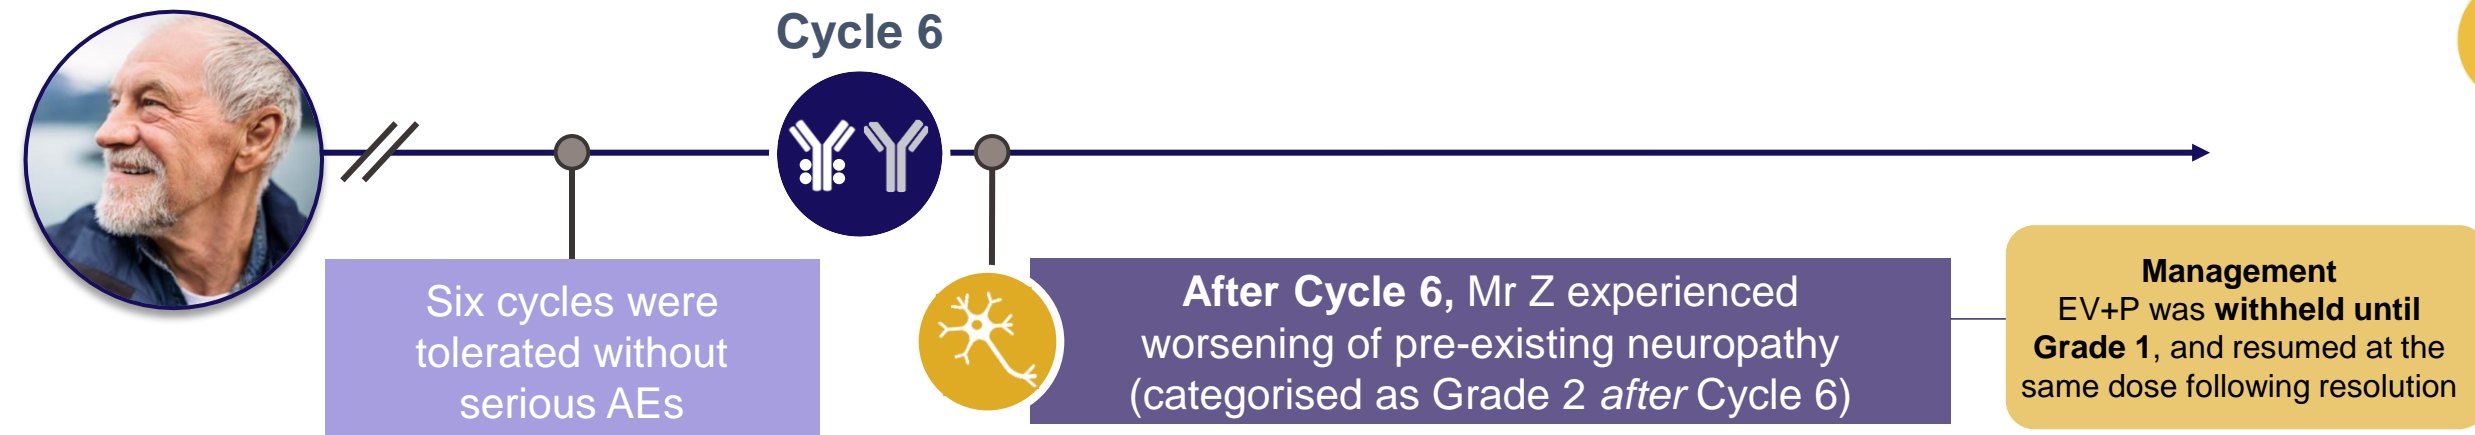 Cycle 6
Six cycles were
tolerated without
serious AEs
After Cycle 6, Mr Z experienced
worsening of pre-existing neuropathy
(categorised as Grade 2 after Cycle 6)
Management
EV+P was withheld until
Grade 1, and resumed at the
same dose following resolution